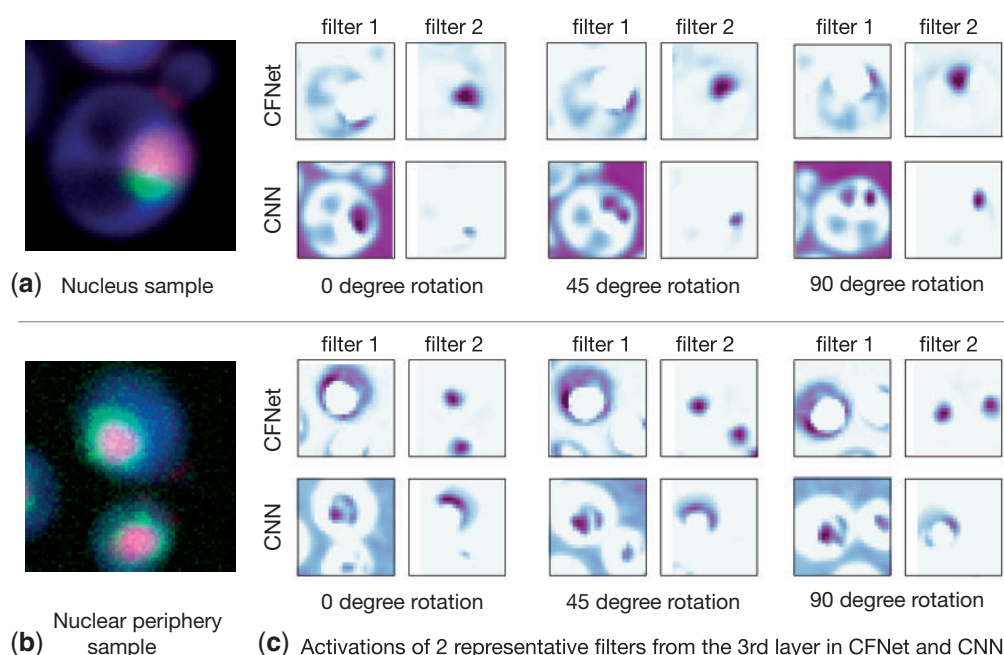 filter 1 filter 2 filter 1 filter 2 filter 1 filter 2
CFNet
CNN
(a) Nucleus sample 0 degree rotation 45 degree rotation 90 degree rotation
filter 1 filter 2 filter 1 filter 2 filter 1 filter 2
CFNet
CNN
0 degree rotation 45 degree rotation 90 degree rotation
Nuclear periphery
(b) sample (c) Activations of 2 representative filters from the 3rd layer in CFNet and CNN